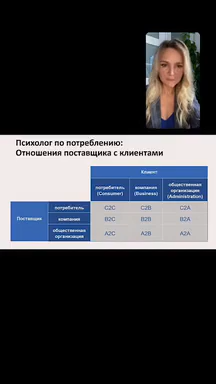 Психолог по потреблению:
Отношения поставщика с клиентами
Клиент
потребитель компания общественная
(Consumer) (Business) организация
(Administration)
потребитель C2C C2B C2A
Поставщик компания B2C B2B B2A
общественная
организация A2C A2B A2A